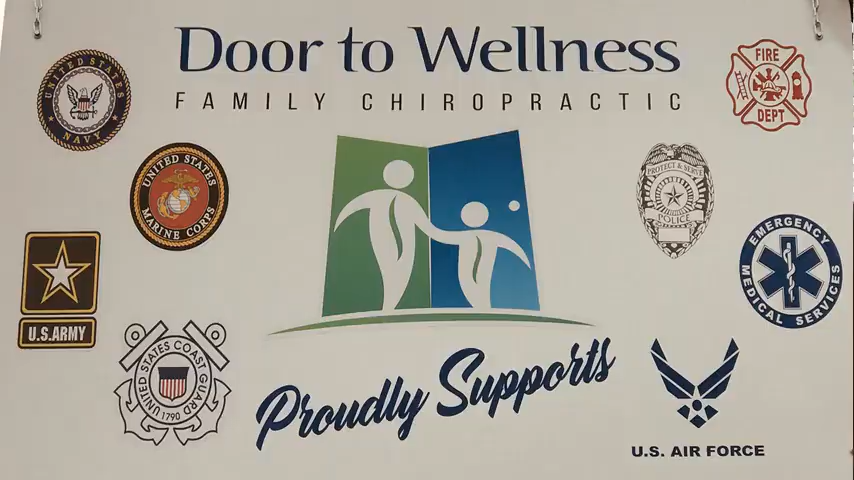 Door to Wellness
FAMILY CHIROPRACTIC
UNITED STATES
NAVY
FIRE
DEPT
UNITED STATES
MARINE CORPS
PROTECT & SERVE
POLICE
EMERGENCY
MEDICAL SERVICES
U.S.ARMY
UNITED STATES COAST GUARD
1790
Proudly Supports
U.S. AIR FORCE